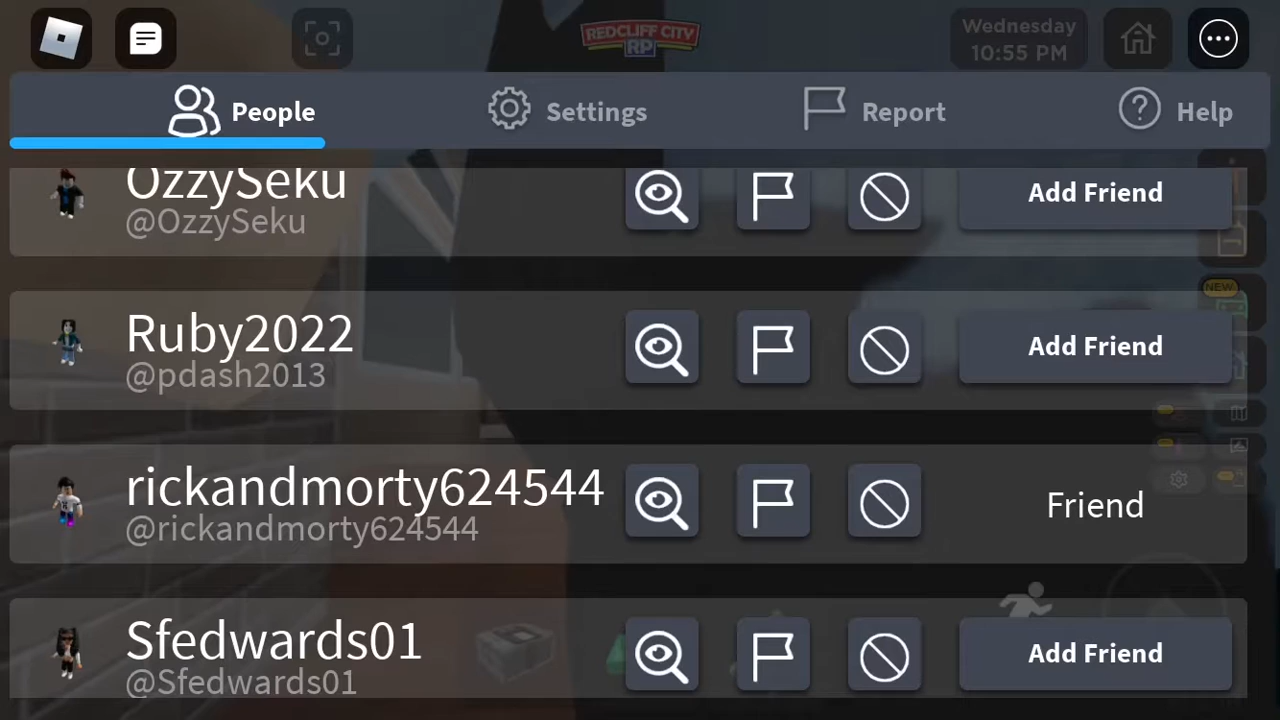 REDCLIFF CITY
RP
Wednesday
10:55 PM
People
Settings
Report
Help
OzzySeku
@OzzySeku
Add Friend
Ruby2022
@pdash2013
Add Friend
NEW
rickandmorty624544
@rickandmorty624544
Friend
Sfedwards01
@Sfedwards01
Add Friend